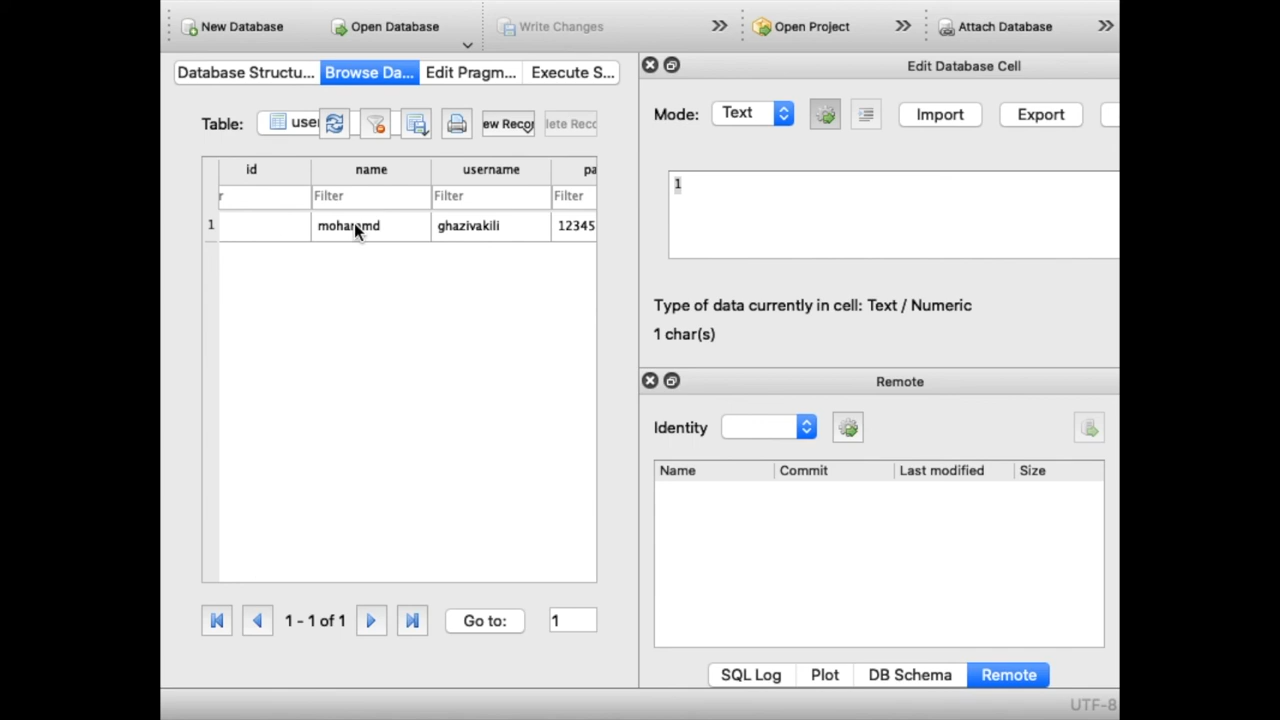 New Database Open Database Write Changes Open Project Attach Database
Database Structu... Browse Da... Edit Pragm... Execute S...
Edit Database Cell
Table: user ew Recor lete Reco
Mode: Text Import Export
id name username pa
r Filter Filter Filter
1 ghazivakili 12345
1
Type of data currently in cell: Text / Numeric
1 char(s)
Remote
Identity
Name Commit Last modified Size
1 - 1 of 1 Go to: 1
SQL Log Plot DB Schema Remote
UTF-8